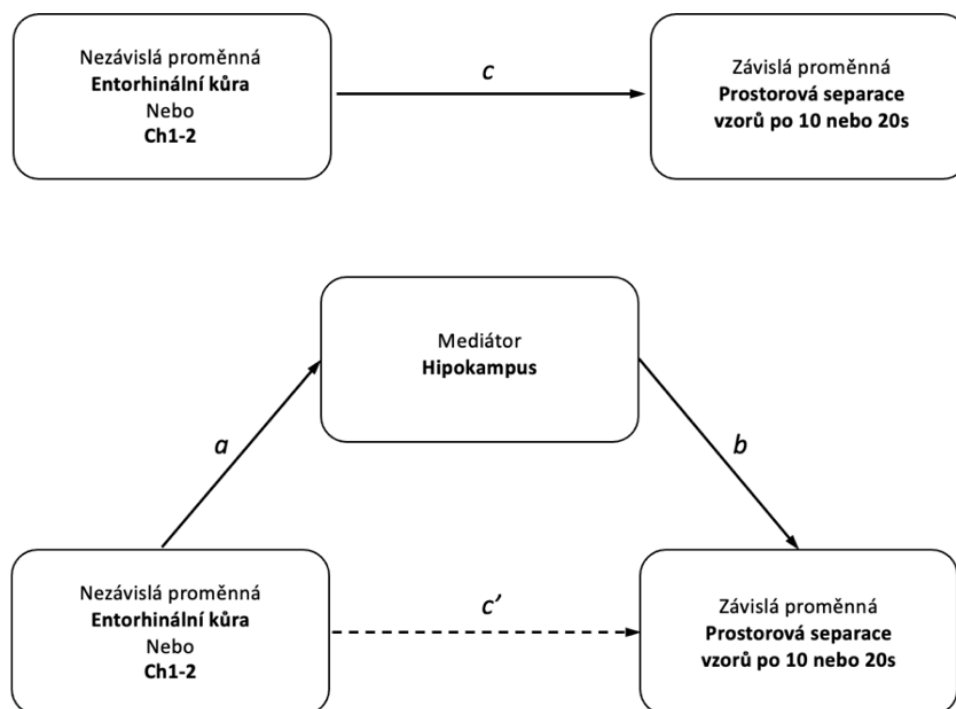 Nezávislá proměnná
Entorhinální kůra
Nebo
Ch1-2
c
Závislá proměnná
Prostorová separace
vzorů po 10 nebo 20s
Mediátor
Hipokampus
a
b
Nezávislá proměnná
Entorhinální kůra
Nebo
Ch1-2
c’
Závislá proměnná
Prostorová separace
vzorů po 10 nebo 20s